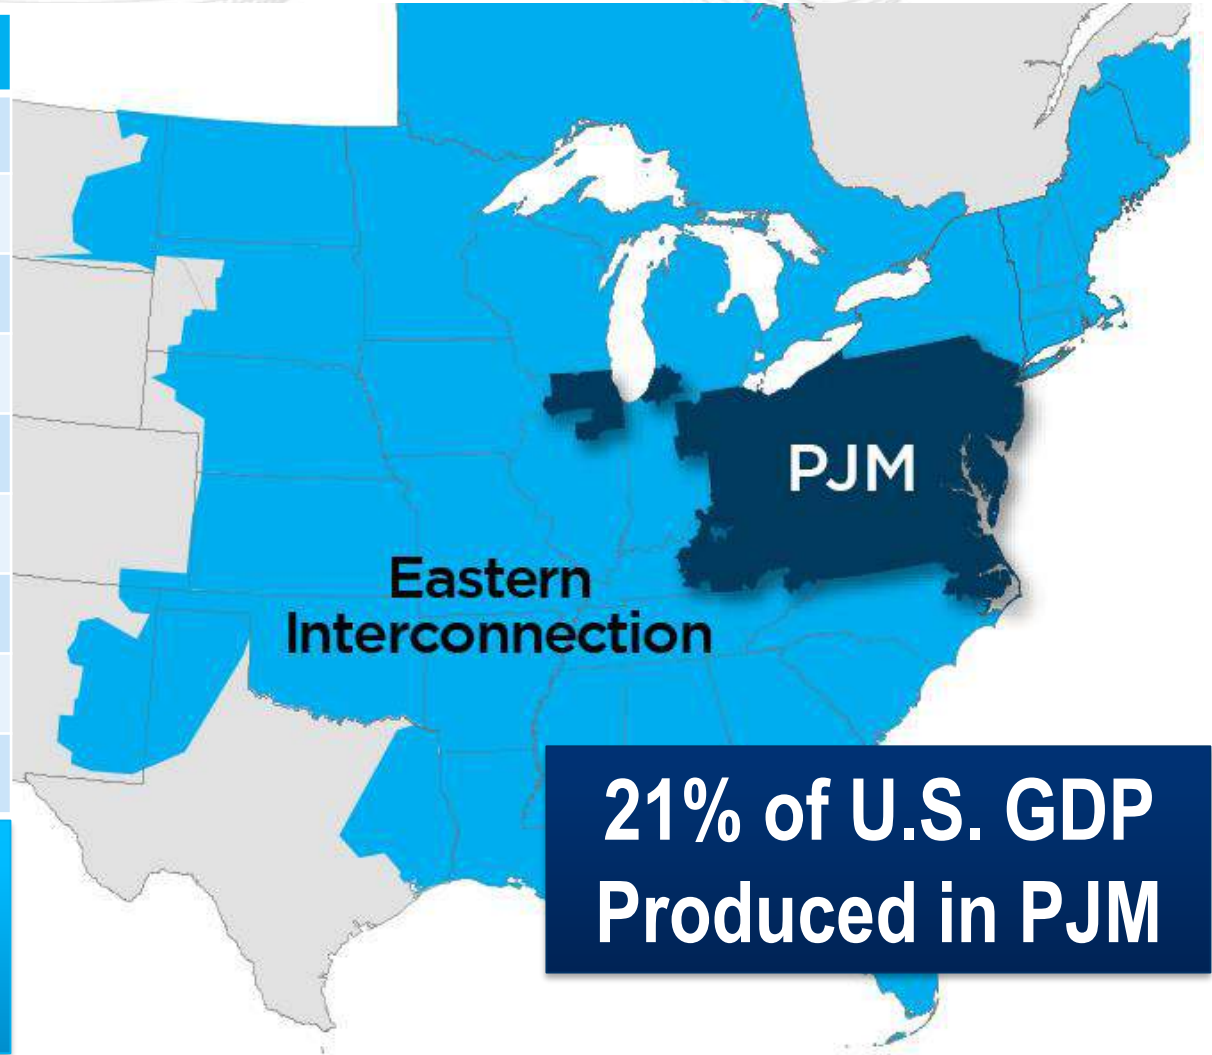 PJM
Eastern
Interconnection
21% of U.S. GDP
Produced in PJM